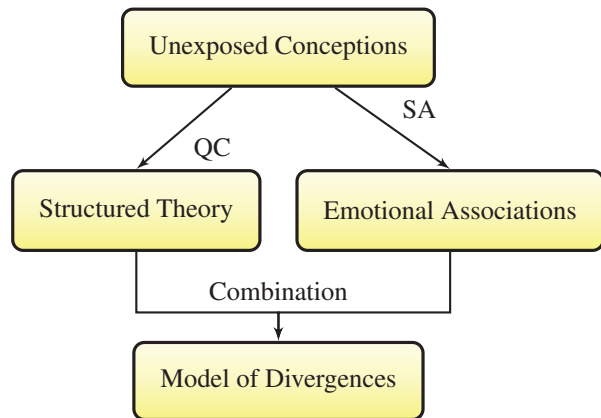 Unexposed Conceptions
SA
QC
Structured Theory
Emotional Associations
Combination
Model of Divergences